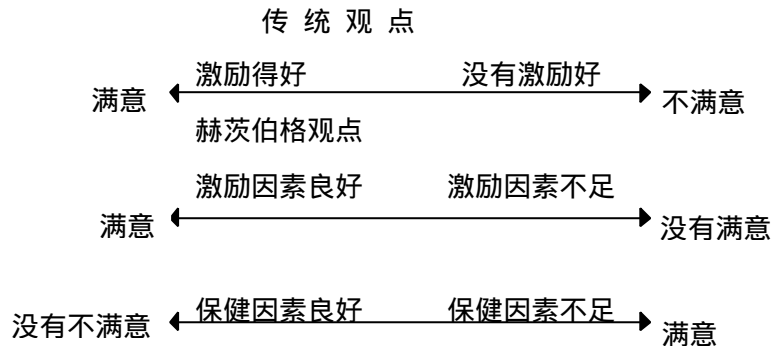 传 统 观 点
激励得好 没有激励好
满意 不满意
赫茨伯格观点
激励因素良好 激励因素不足
满意 没有满意
保健因素良好 保健因素不足
没有不满意 满意